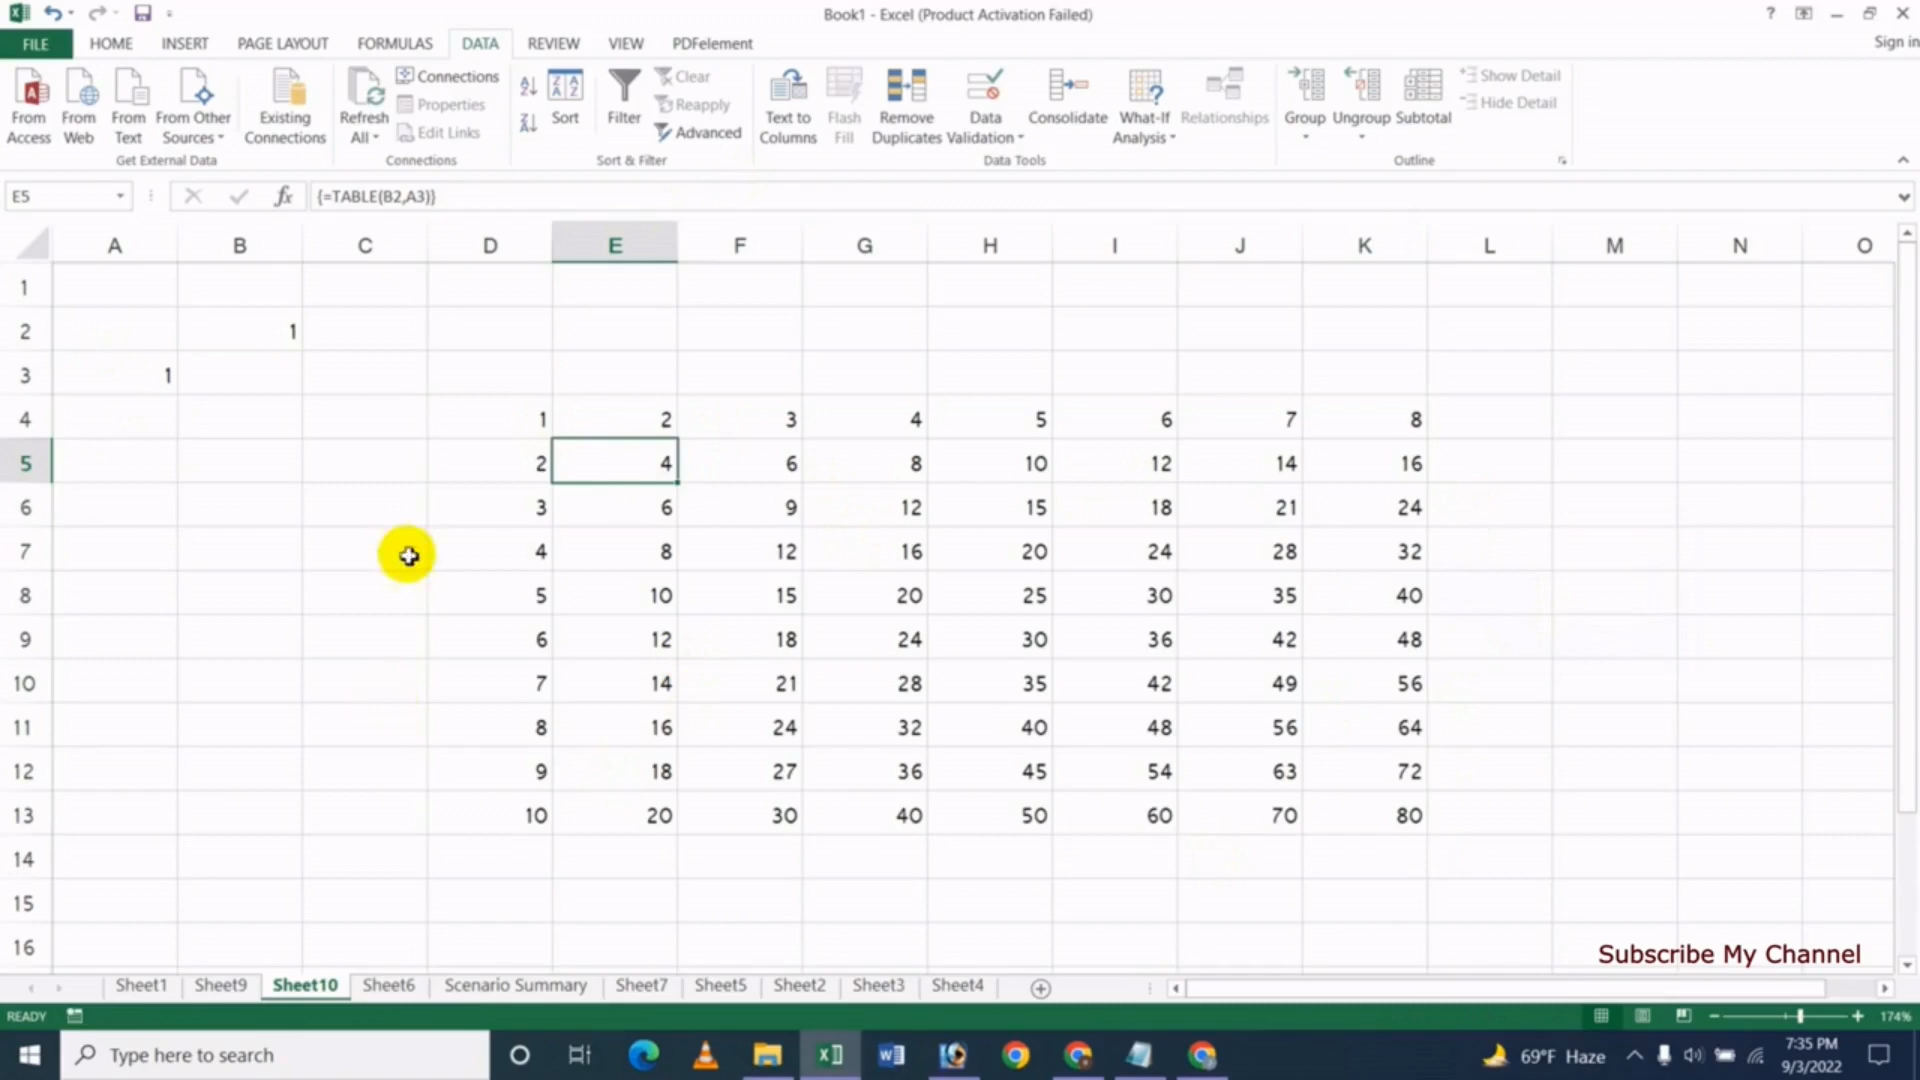 Book1 - Excel (Product Activation Failed)
?
FILE HOME INSERT PAGE LAYOUT FORMULAS DATA REVIEW VIEW PDFelement Sign in
From Access
From Web
From Text
From Other Sources
Existing Connections
Refresh All
Connections
Properties
Edit Links
Sort
Filter
Clear
Reapply
Advanced
Text to Columns
Flash Fill
Remove Duplicates
Data Validation
Consolidate
What-If Analysis
Relationships
Group
Ungroup
Subtotal
Show Detail
Hide Detail
Get External Data Connections Sort & Filter Data Tools Outline
E5 fx {=TABLE(B2,A3)}
A B C D E F G H I J K L M N O
1
2 1
3 1
4 1 2 3 4 5 6 7 8
5 2 4 6 8 10 12 14 16
6 3 6 9 12 15 18 21 24
7 4 8 12 16 20 24 28 32
8 5 10 15 20 25 30 35 40
9 6 12 18 24 30 36 42 48
10 7 14 21 28 35 42 49 56
11 8 16 24 32 40 48 56 64
12 9 18 27 36 45 54 63 72
13 10 20 30 40 50 60 70 80
14
15
16
Subscribe My Channel
Sheet1 Sheet9 Sheet10 Sheet6 Scenario Summary Sheet7 Sheet5 Sheet2 Sheet3 Sheet4
READY 174%
Type here to search 69°F Haze 7:35 PM
9/3/2022